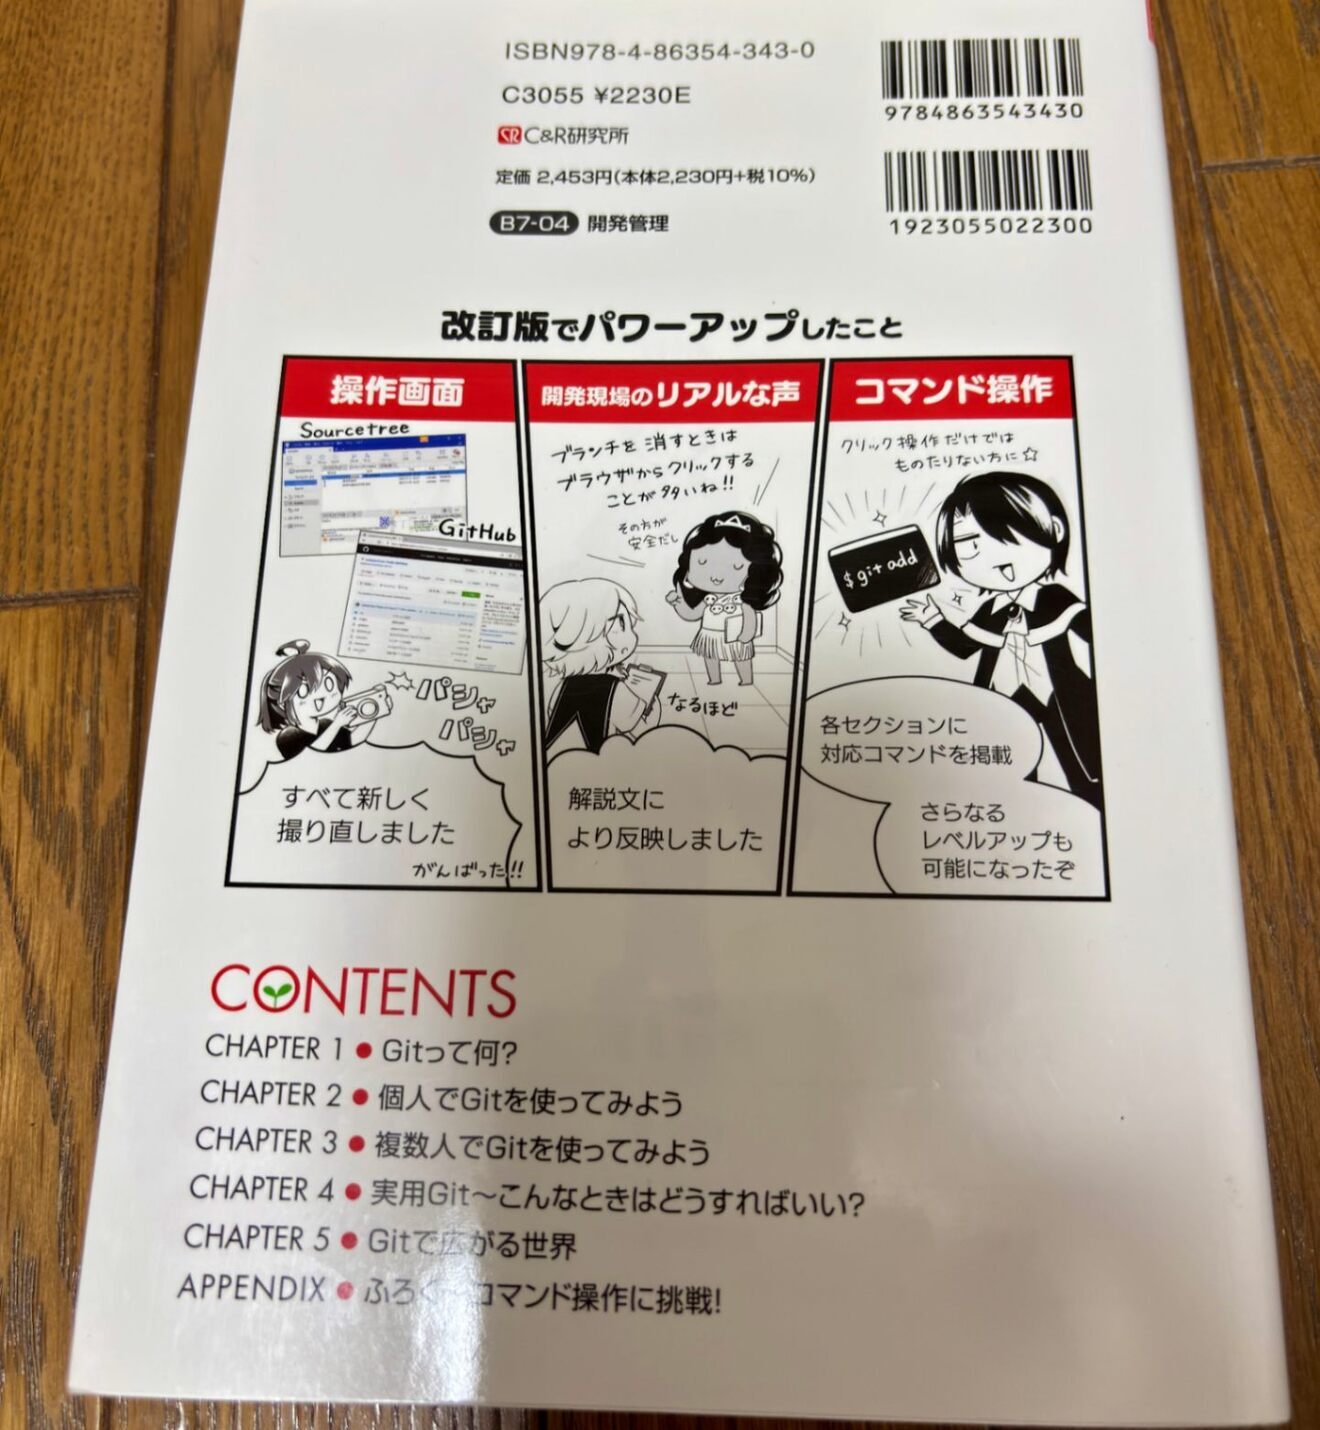 ISBN978-4-86354-343-0
C3055 ¥2230E
C&R研究所
定価 2,453円(本体2,230円+税10%)
B7-04 開発管理
9784863543430
1923055022300
改訂版でパワーアップしたこと
操作画面
Sourcetree
GitHub
パシャ
パシャ
すべて新しく
撮り直しました
がんばった!!
開発現場のリアルな声
ブランチを消すときは
ブラウザからクリックする
ことが多いね!!
その方が
安全だし
なるほど
解説文に
より反映しました
コマンド操作
クリック操作だけでは
ものたりない方に☆
$ git add
各セクションに
対応コマンドを掲載
さらなる
レベルアップも
可能になったぞ
CONTENTS
CHAPTER 1 ● Gitって何?
CHAPTER 2 ● 個人でGitを使ってみよう
CHAPTER 3 ● 複数人でGitを使ってみよう
CHAPTER 4 ● 実用Git〜こんなときはどうすればいい?
CHAPTER 5 ● Gitで広がる世界
APPENDIX ● ふろく〜コマンド操作に挑戦!